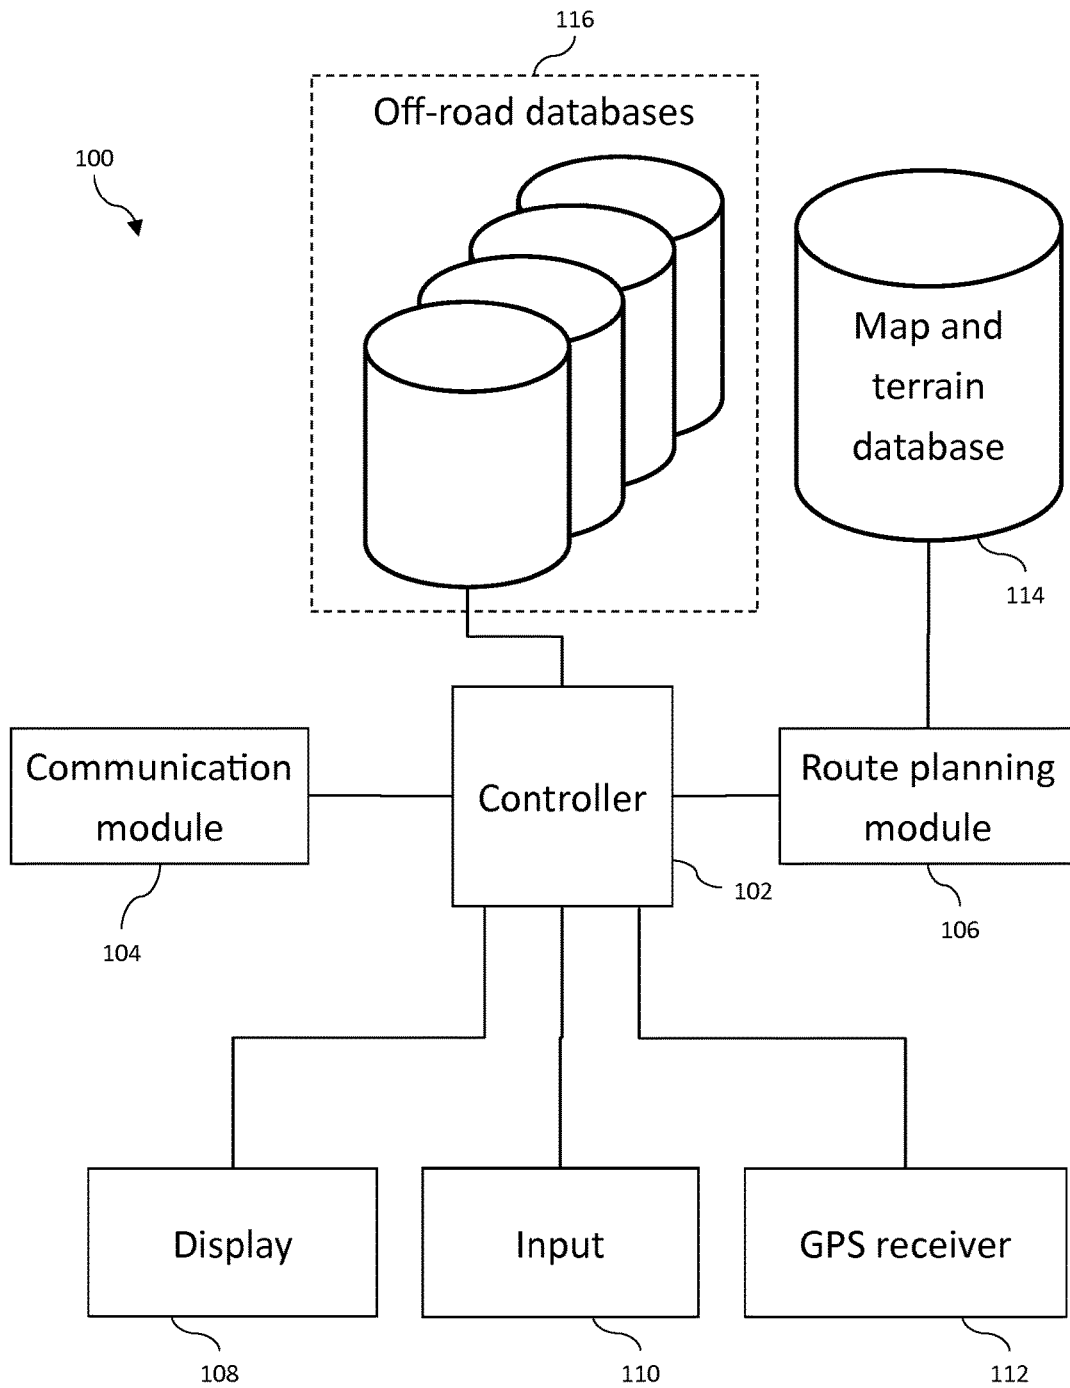 116
Off-road databases
100
Map and
terrain
database
114
Communication
module
Controller
Route planning
module
102
104
106
Display
Input
GPS receiver
108
110
112